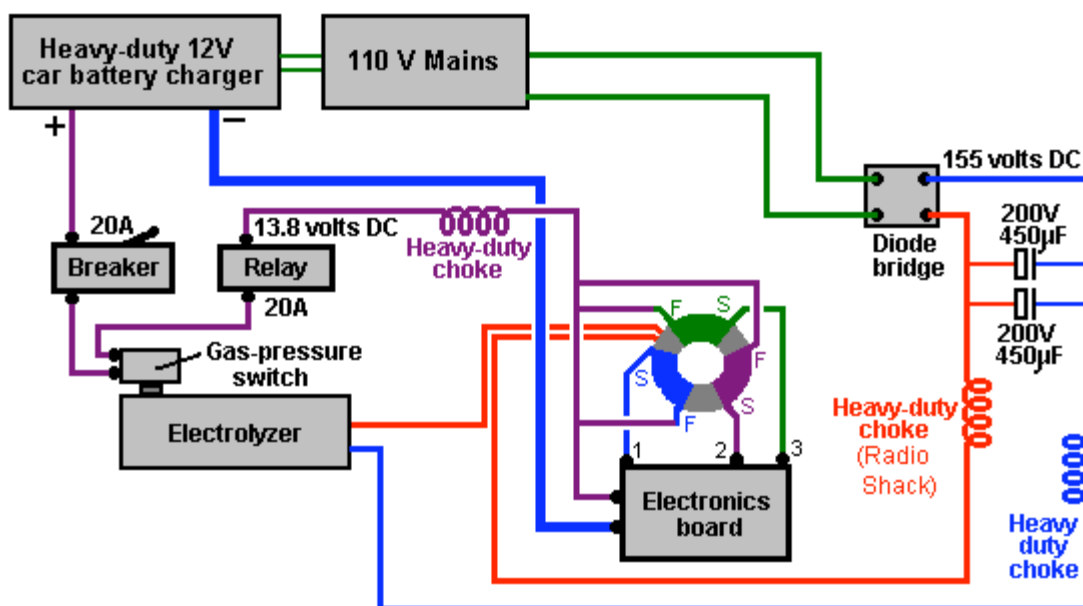 Heavy-duty 12V
car battery charger
110 V Mains
+
−
155 volts DC
20A
Breaker
13.8 volts DC
Relay
20A
Heavy-duty
choke
Diode
bridge
200V
450µF
200V
450µF
Gas-pressure
switch
Electrolyzer
F
S
F
S
F
S
1
2
3
Electronics
board
Heavy-duty
choke
(Radio
Shack)
Heavy
duty
choke